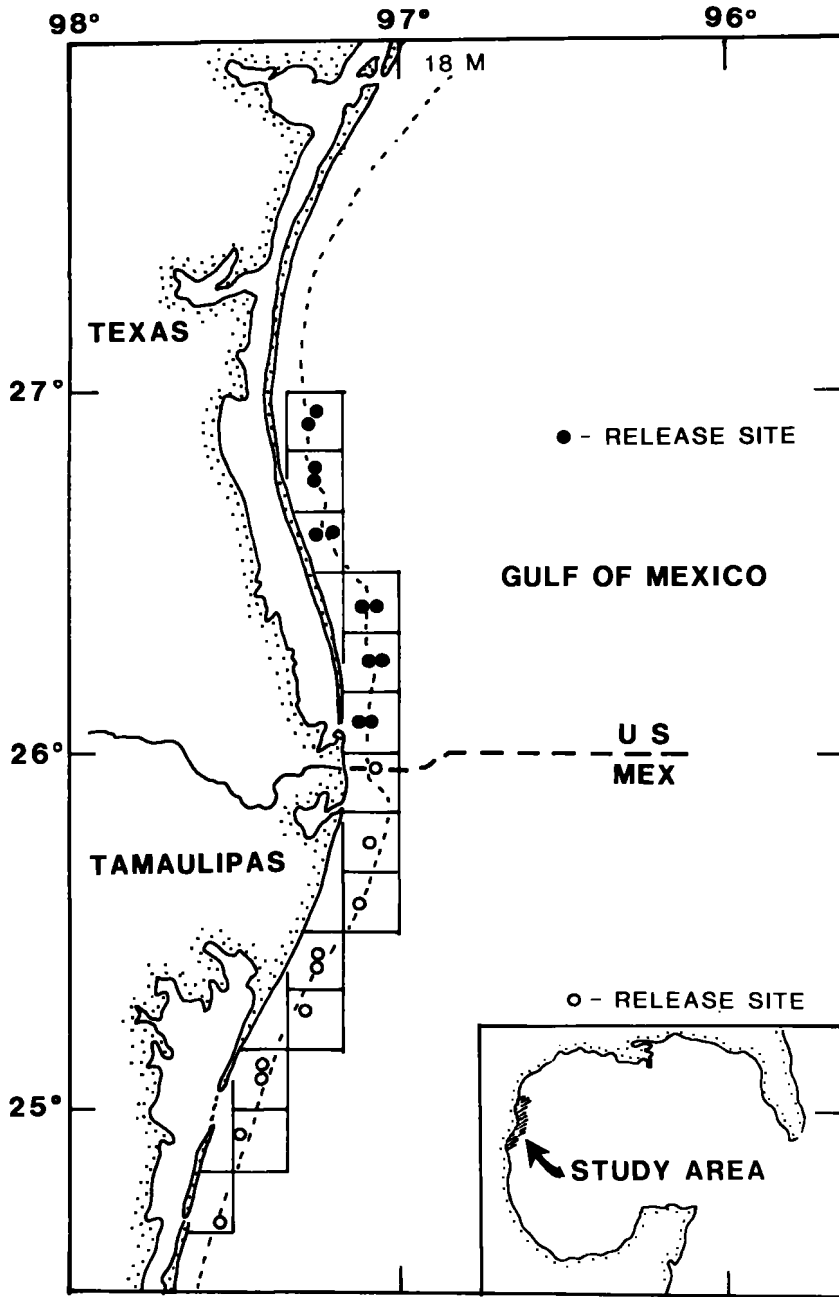 98° 97° 96°
18 M
TEXAS
27°
● - RELEASE SITE
GULF OF MEXICO
U S
26°
MEX
TAMAULIPAS
○ - RELEASE SITE
25°
STUDY AREA